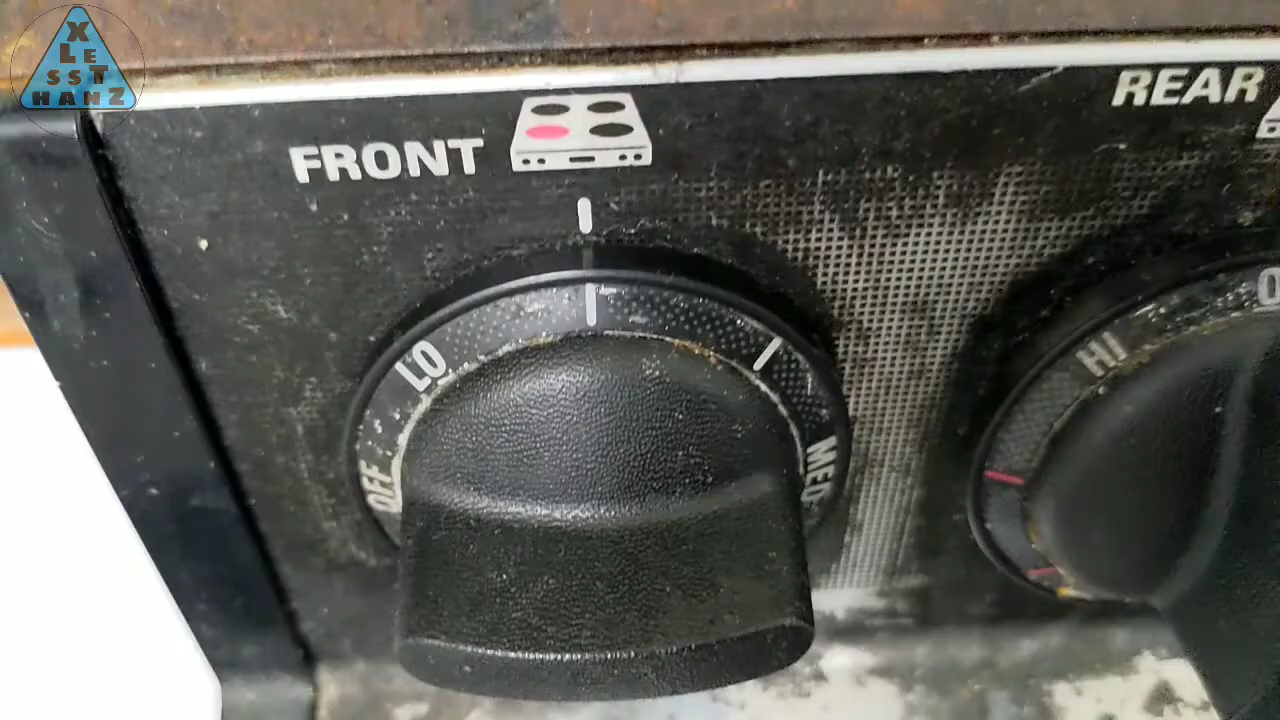 X
LE
SST
HANZ
FRONT
REAR
LO
OFF
MED
HI